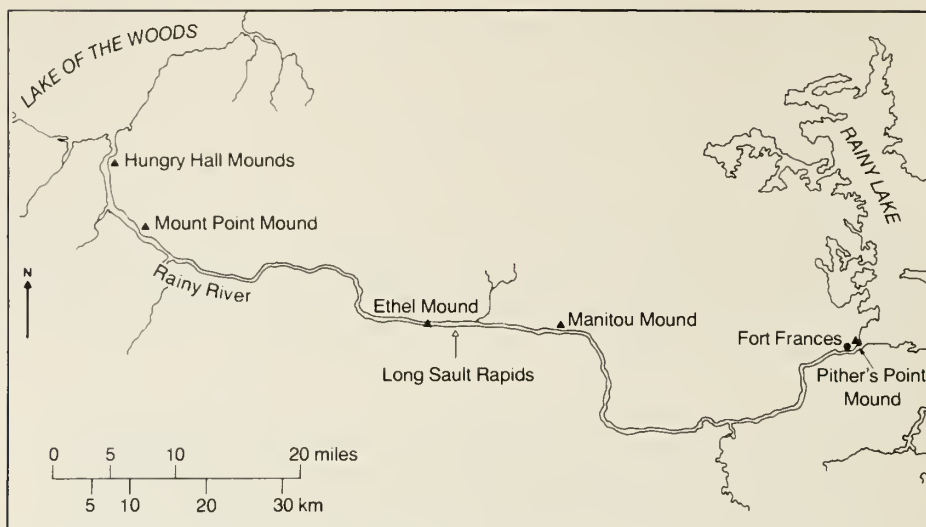 LAKE OF THE WOODS
Hungry Hall Mounds
Mount Point Mound
Rainy River
RAINY LAKE
N
Ethel Mound
Manitou Mound
Long Sault Rapids
Fort Frances
Pither's Point
Mound
0 5 10 20 miles
5 10 20 30 km